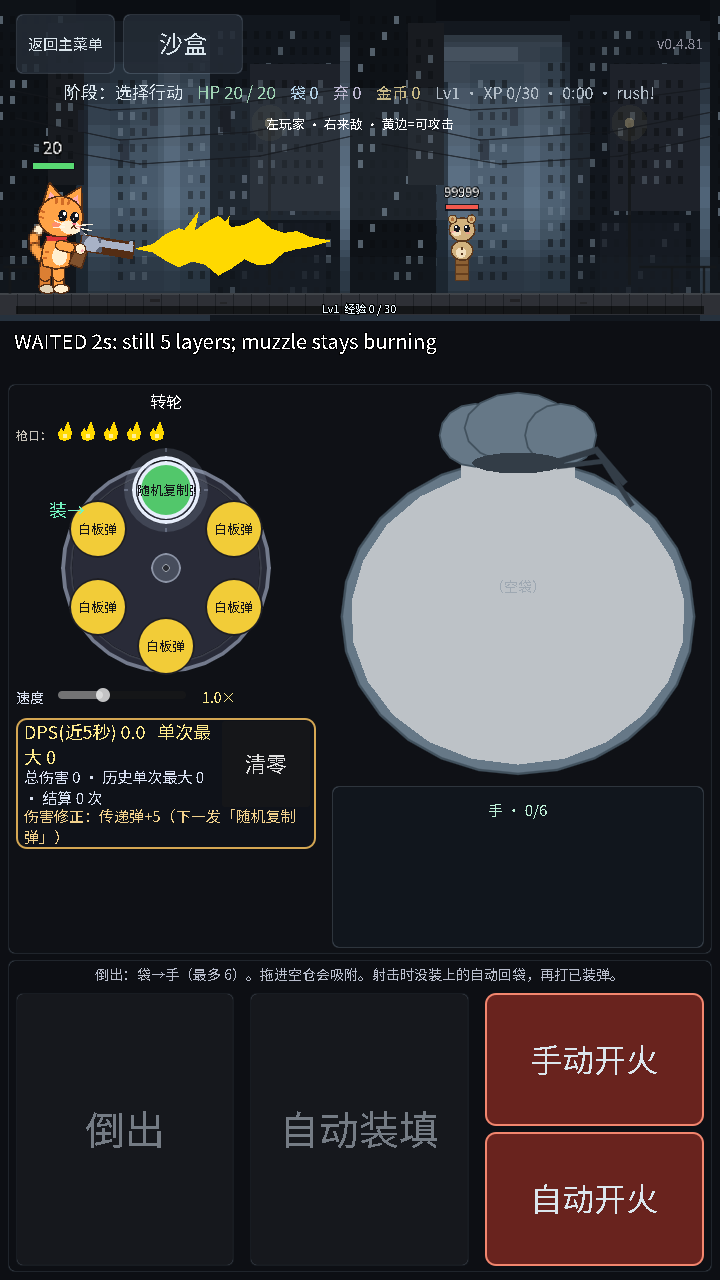 返回主菜单
沙盒
v0.4.81
阶段：选择行动 HP 20 / 20 袋 0 弃 0 金币 0 Lv1 · XP 0/30 · 0:00 · rush!
左玩家 · 右来敌 · 黄边=可攻击
20
99999
Lv1 经验 0 / 30
WAITED 2s: still 5 layers; muzzle stays burning
转轮
枪口：
随机复制弹
装→
白板弹
白板弹
白板弹
白板弹
白板弹
（空袋）
速度
1.0×
DPS(近5秒) 0.0 单次最
大 0
总伤害 0 · 历史单次最大 0
· 结算 0 次
伤害修正：传递弹+5（下一发「随机复制
弹」）
清零
手 · 0/6
倒出：袋→手（最多 6）。拖进空仓会吸附。射击时没装上的自动回袋，再打已装弹。
倒出
自动装填
手动开火
自动开火